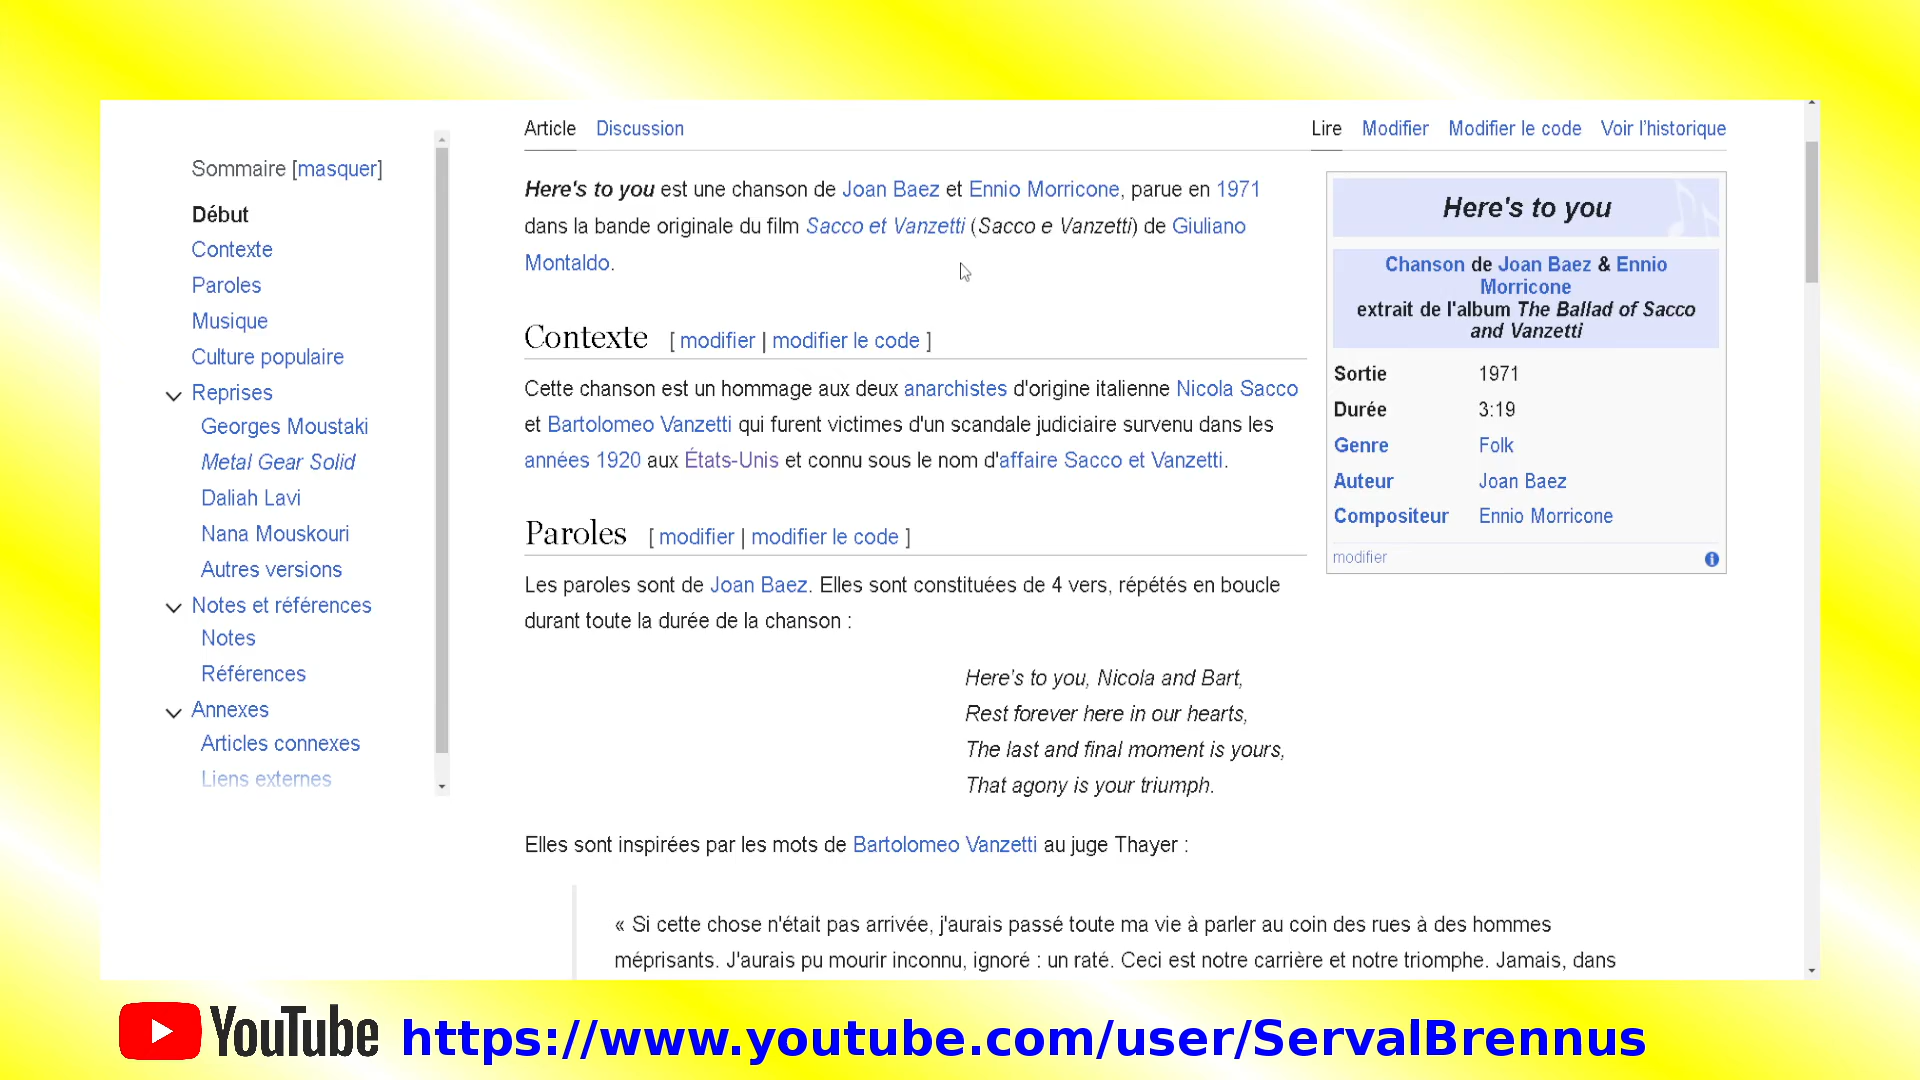 Article Discussion Lire Modifier Modifier le code Voir l'historique
Sommaire [masquer]
Début
Contexte
Paroles
Musique
Culture populaire
Reprises
Georges Moustaki
Metal Gear Solid
Daliah Lavi
Nana Mouskouri
Autres versions
Notes et références
Notes
Références
Annexes
Articles connexes
Liens externes
Here's to you est une chanson de Joan Baez et Ennio Morricone, parue en 1971
dans la bande originale du film Sacco et Vanzetti (Sacco e Vanzetti) de Giuliano
Montaldo.
Contexte [ modifier | modifier le code ]
Cette chanson est un hommage aux deux anarchistes d'origine italienne Nicola Sacco
et Bartolomeo Vanzetti qui furent victimes d'un scandale judiciaire survenu dans les
années 1920 aux États-Unis et connu sous le nom d'affaire Sacco et Vanzetti.
Paroles [ modifier | modifier le code ]
Les paroles sont de Joan Baez. Elles sont constituées de 4 vers, répétés en boucle
durant toute la durée de la chanson :
Here's to you, Nicola and Bart,
Rest forever here in our hearts,
The last and final moment is yours,
That agony is your triumph.
Elles sont inspirées par les mots de Bartolomeo Vanzetti au juge Thayer :
« Si cette chose n'était pas arrivée, j'aurais passé toute ma vie à parler au coin des rues à des hommes
méprisants. J'aurais pu mourir inconnu, ignoré : un raté. Ceci est notre carrière et notre triomphe. Jamais, dans
Here's to you
Chanson de Joan Baez & Ennio
Morricone
extrait de l'album The Ballad of Sacco
and Vanzetti
Sortie 1971
Durée 3:19
Genre Folk
Auteur Joan Baez
Compositeur Ennio Morricone
modifier
YouTube https://www.youtube.com/user/ServalBrennus